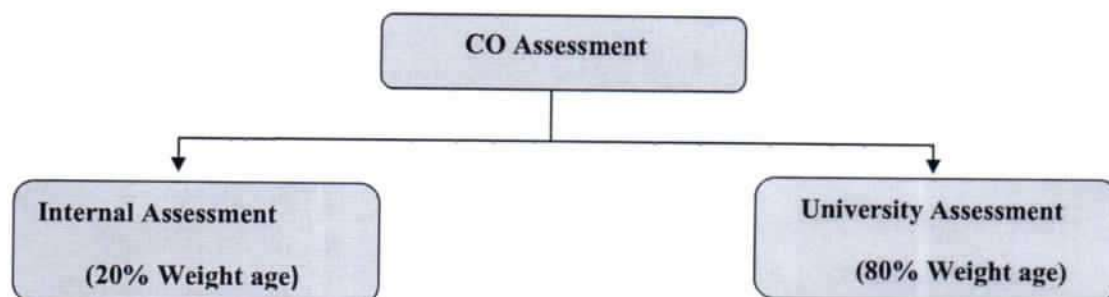 CO Assessment
Internal Assessment
(20% Weight age)
University Assessment
(80% Weight age)